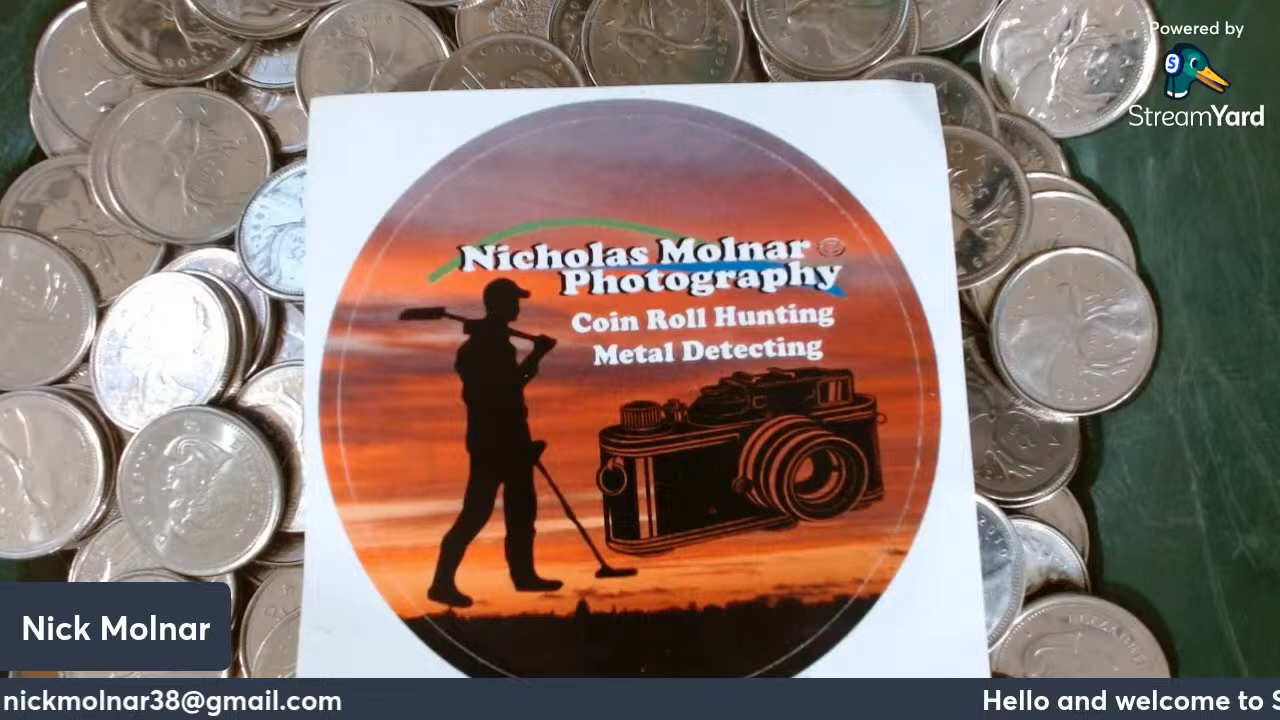 Powered by
StreamYard
Nicholas Molnar
Photography
Coin Roll Hunting
Metal Detecting
Nick Molnar
nickmolnar38@gmail.com
Hello and welcome to S